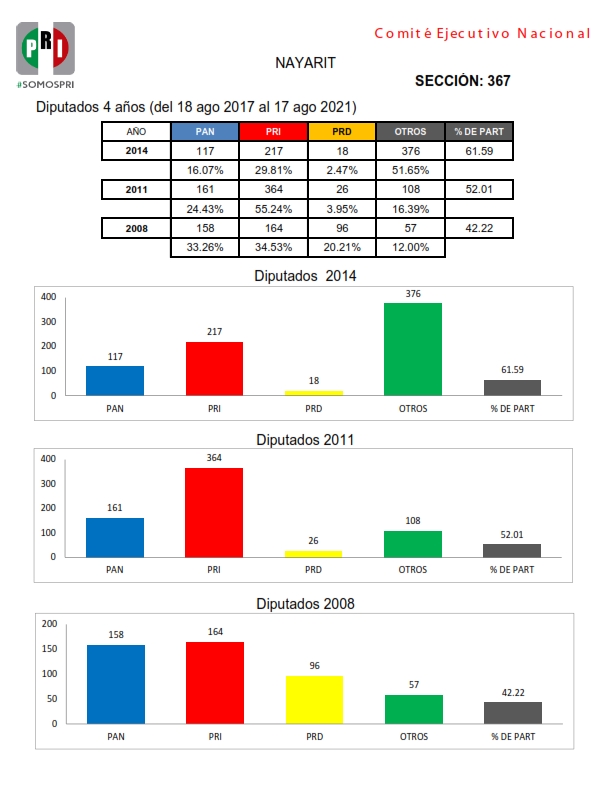 Comité Ejecutivo Nacional
PRI
#SOMOSPRI
NAYARIT
SECCIÓN: 367
Diputados 4 años (del 18 ago 2017 al 17 ago 2021)
AÑO PAN PRI PRD OTROS % DE PART
2014 117 217 18 376 61.59
16.07% 29.81% 2.47% 51.65%
2011 161 364 26 108 52.01
24.43% 55.24% 3.95% 16.39%
2008 158 164 96 57 42.22
33.26% 34.53% 20.21% 12.00%
Diputados 2014
400
300
200
100
0
117
217
18
376
61.59
PAN PRI PRD OTROS % DE PART
Diputados 2011
400
300
200
100
0
161
364
26
108
52.01
PAN PRI PRD OTROS % DE PART
Diputados 2008
200
150
100
50
0
158
164
96
57
42.22
PAN PRI PRD OTROS % DE PART